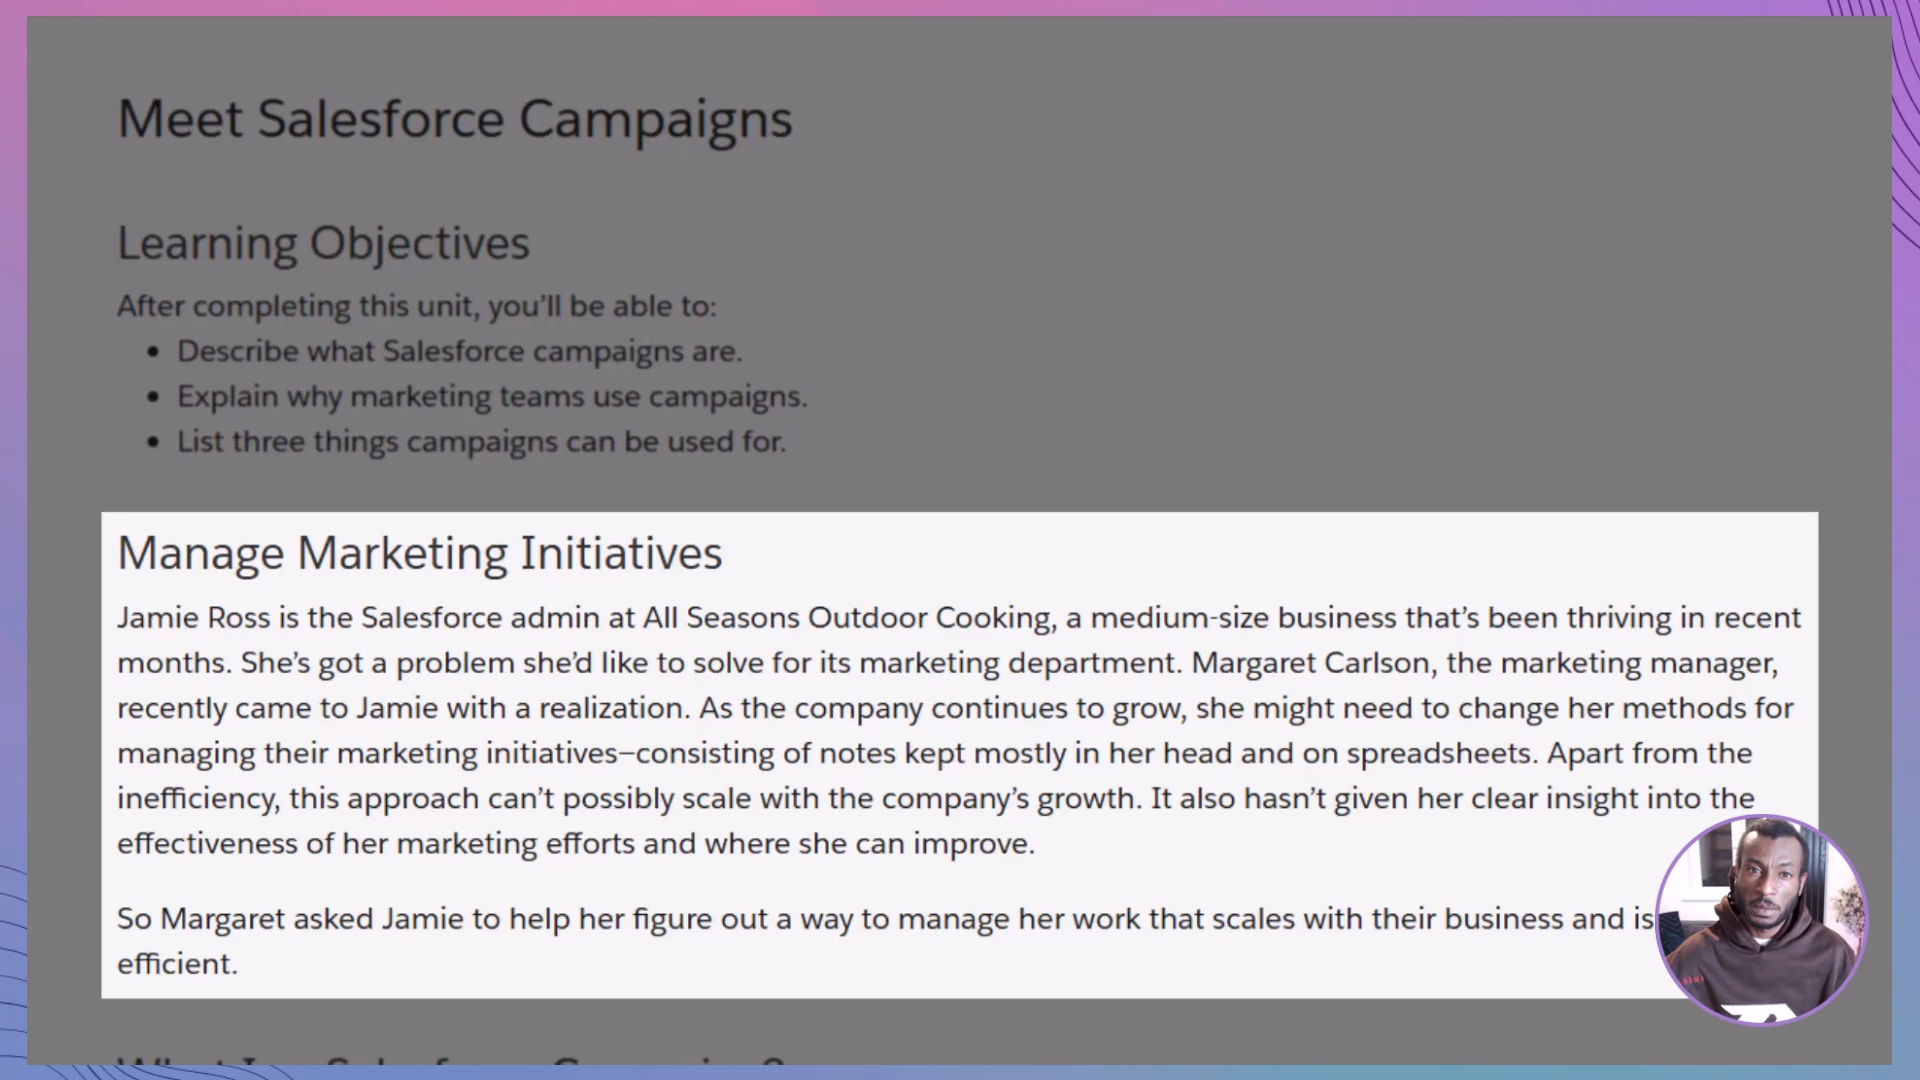 Meet Salesforce Campaigns
Learning Objectives
After completing this unit, you'll be able to:
• Describe what Salesforce campaigns are.
• Explain why marketing teams use campaigns.
• List three things campaigns can be used for.
Manage Marketing Initiatives
Jamie Ross is the Salesforce admin at All Seasons Outdoor Cooking, a medium-size business that's been thriving in recent
months. She's got a problem she'd like to solve for its marketing department. Margaret Carlson, the marketing manager,
recently came to Jamie with a realization. As the company continues to grow, she might need to change her methods for
managing their marketing initiatives—consisting of notes kept mostly in her head and on spreadsheets. Apart from the
inefficiency, this approach can't possibly scale with the company's growth. It also hasn't given her clear insight into the
effectiveness of her marketing efforts and where she can improve.
So Margaret asked Jamie to help her figure out a way to manage her work that scales with their business and is
efficient.